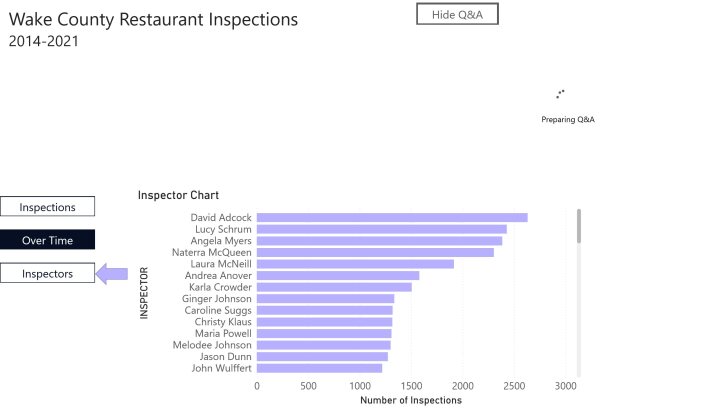 Wake County Restaurant Inspections
2014-2021
Hide Q&A
Preparing Q&A
Inspections
Over Time
Inspectors
Inspector Chart
INSPECTOR
David Adcock
Lucy Schrum
Angela Myers
Naterra McQueen
Laura McNeill
Andrea Anover
Karla Crowder
Ginger Johnson
Caroline Suggs
Christy Klaus
Maria Powell
Melodee Johnson
Jason Dunn
John Wulffert
0 500 1000 1500 2000 2500 3000
Number of Inspections